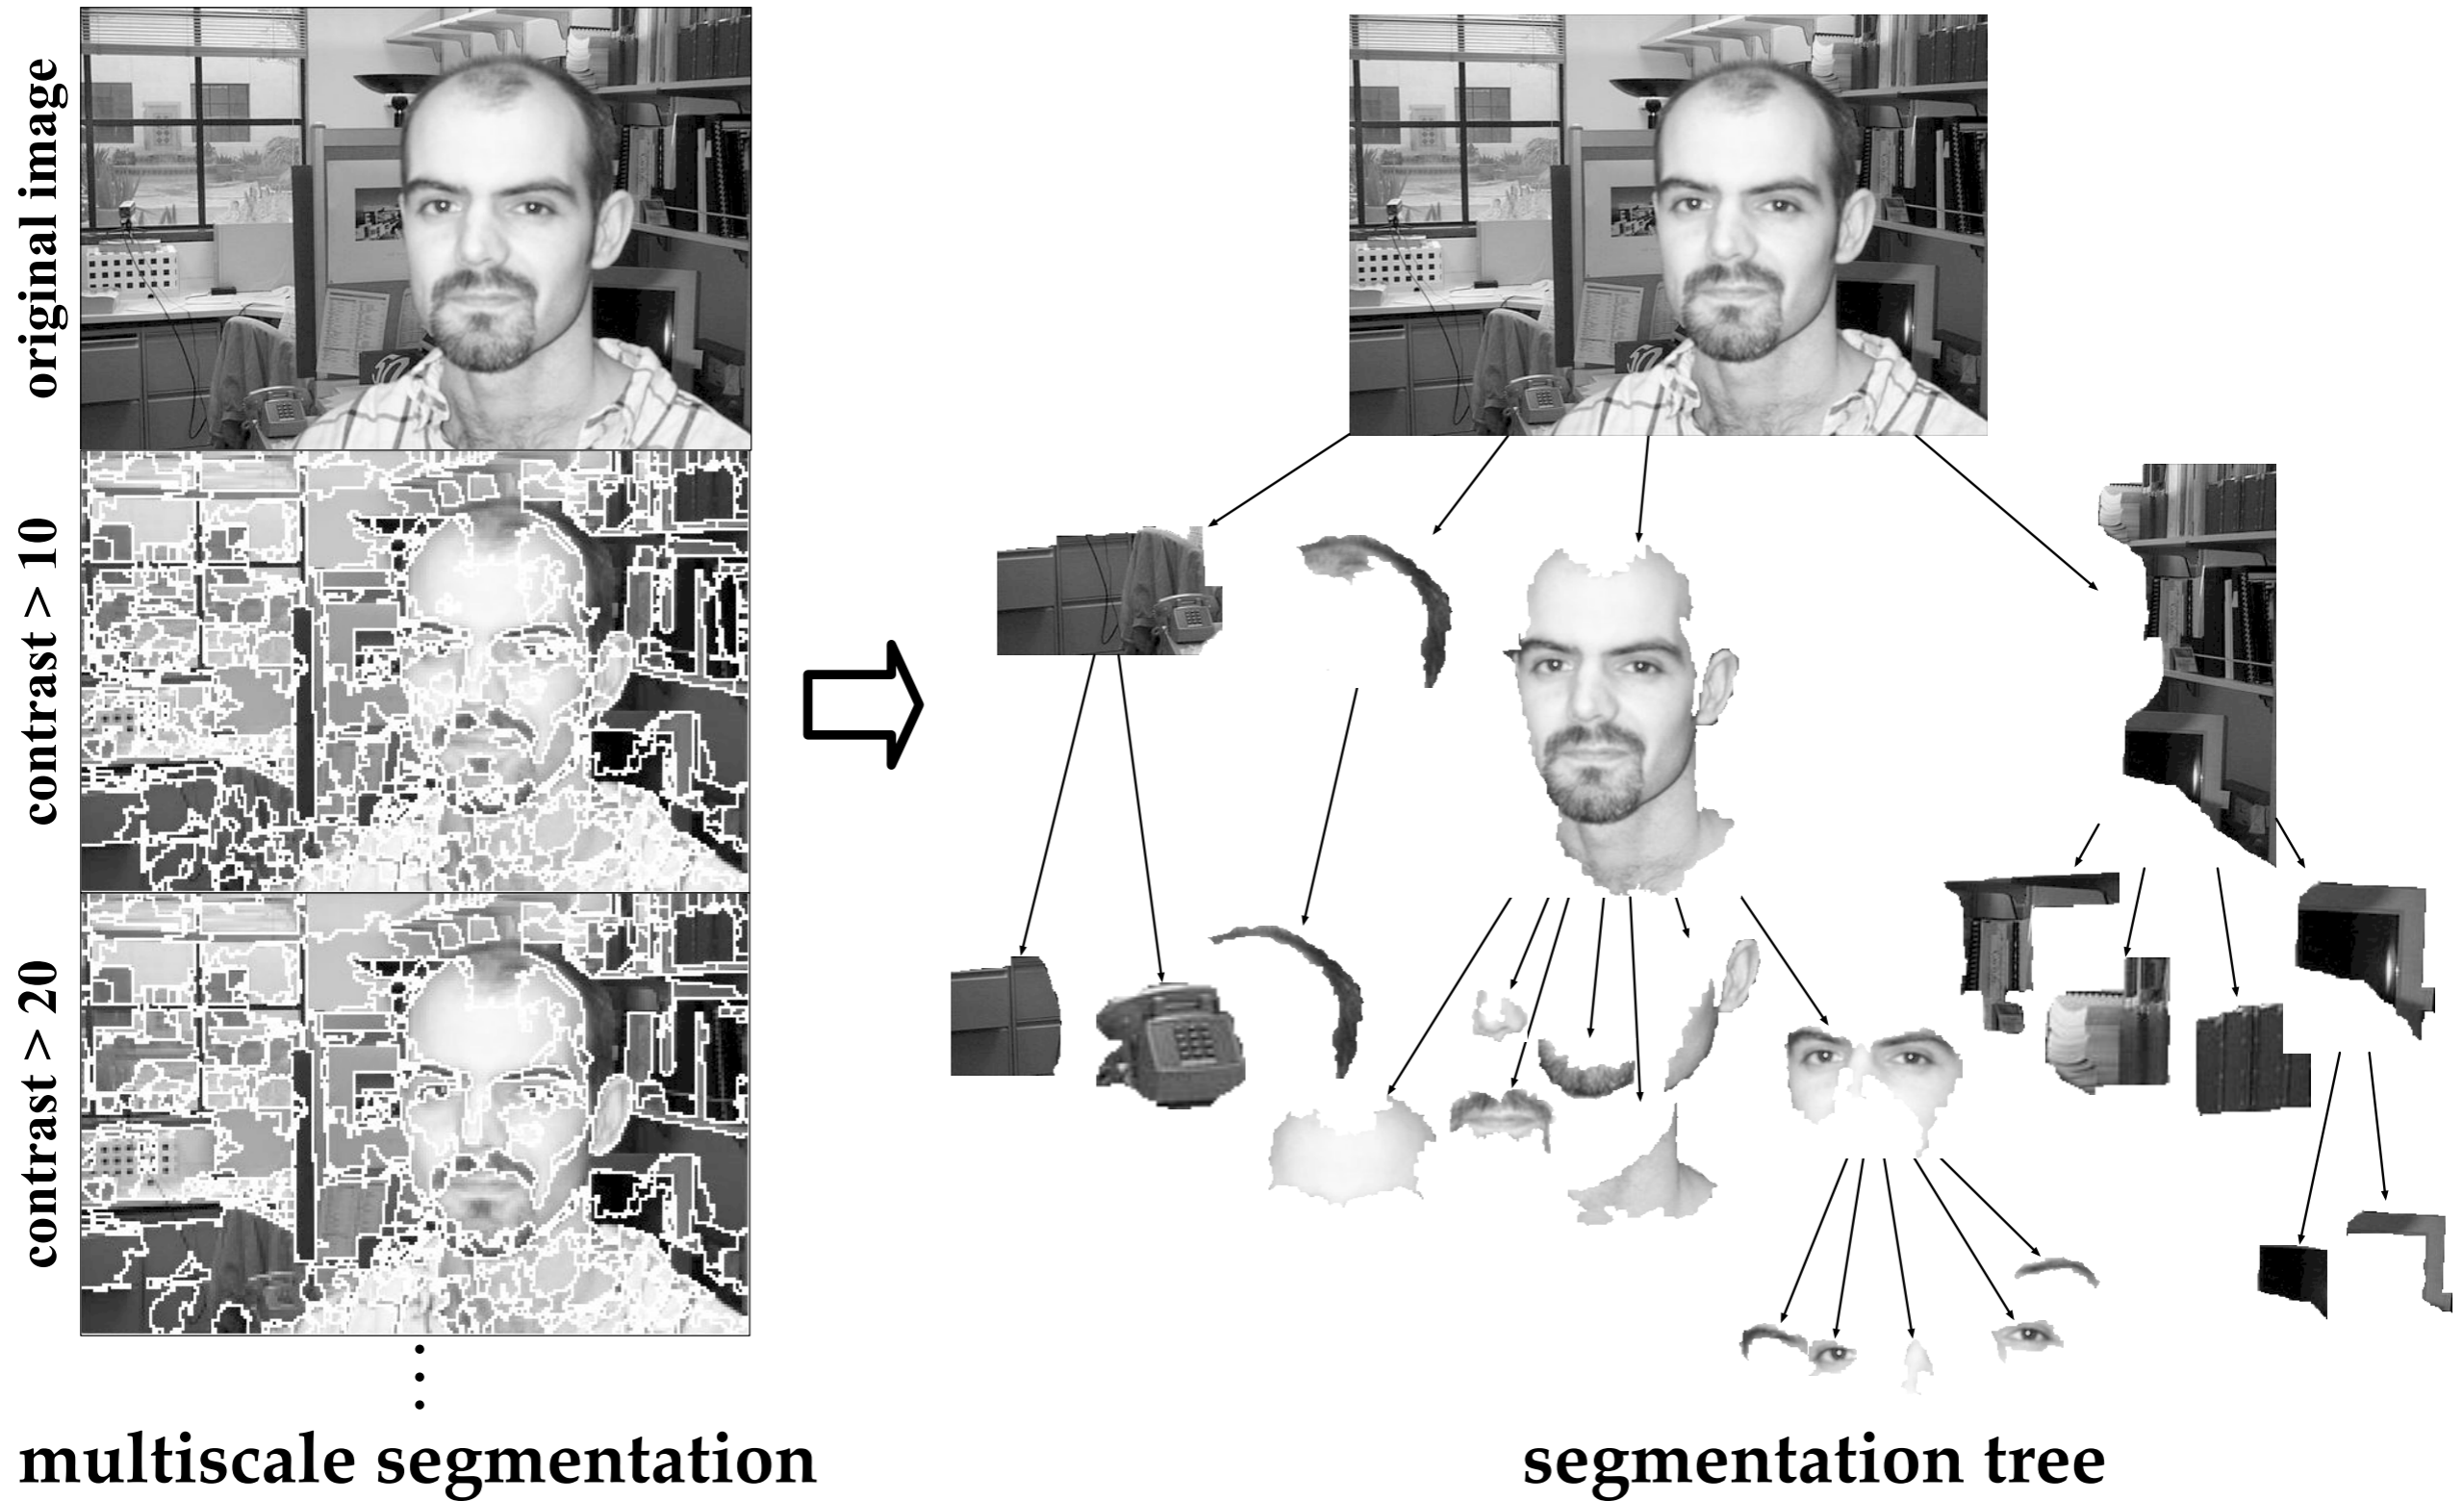 original image
contrast > 10
contrast > 20
multiscale segmentation
segmentation tree